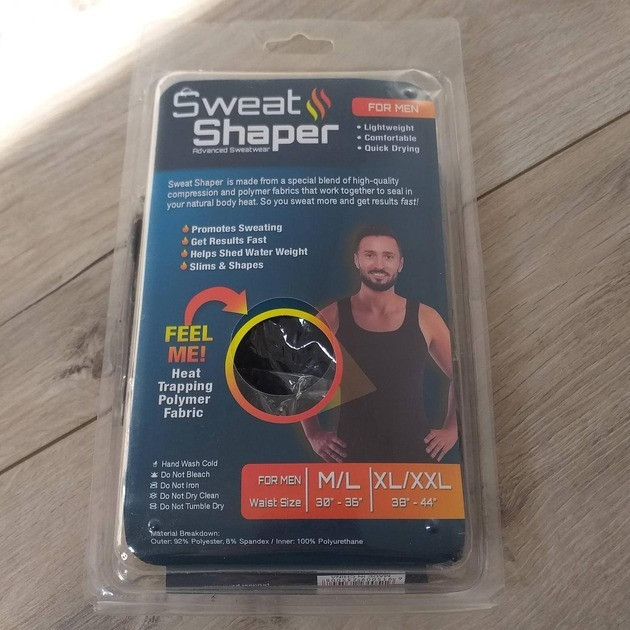 Sweat
Shaper
Advanced Sweatwear
FOR MEN
• Lightweight
• Comfortable
• Quick Drying
Sweat Shaper is made from a special blend of high-quality
compression and polymer fabrics that work together to seal in
your natural body heat. So you sweat more and get results fast!
Promotes Sweating
Get Results Fast
Helps Shed Water Weight
Slims & Shapes
FEEL
ME!
Heat
Trapping
Polymer
Fabric
Hand Wash Cold
Do Not Bleach
Do Not Iron
Do Not Dry Clean
Do Not Tumble Dry
FOR MEN M/L XL/XXL
Waist Size 30" - 36" 38" - 44"
Material Breakdown:
Outer: 92% Polyester, 8% Spandex / Inner: 100% Polyurethane